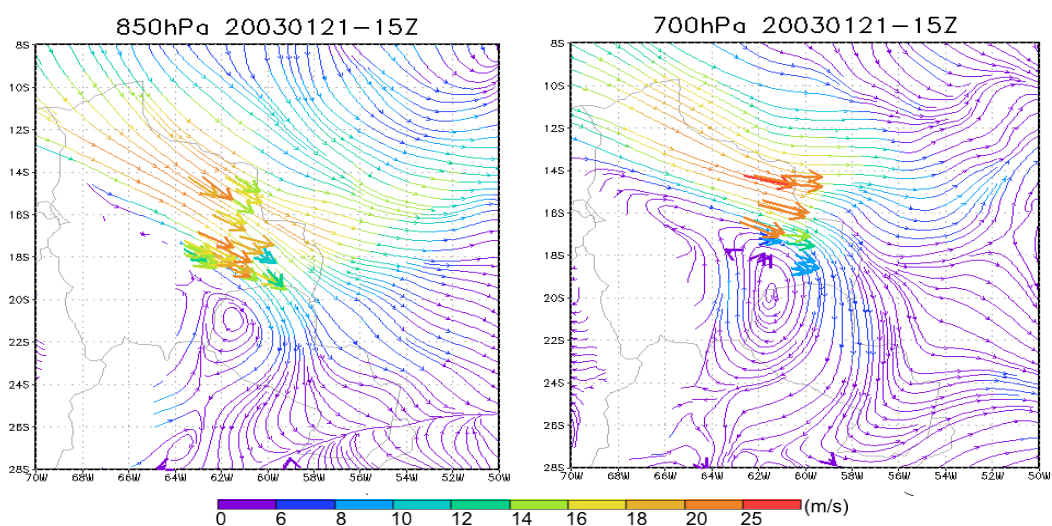 850hPa 20030121-15Z
700hPa 20030121-15Z
8S
10S
12S
14S
16S
18S
20S
22S
24S
26S
28S
70W 68W 66W 64W 62W 60W 58W 56W 54W 52W 50W
8S
10S
12S
14S
16S
18S
20S
22S
24S
26S
28S
70W 68W 66W 64W 62W 60W 58W 56W 54W 52W 50W
0 6 8 10 12 14 16 18 20 25 (m/s)